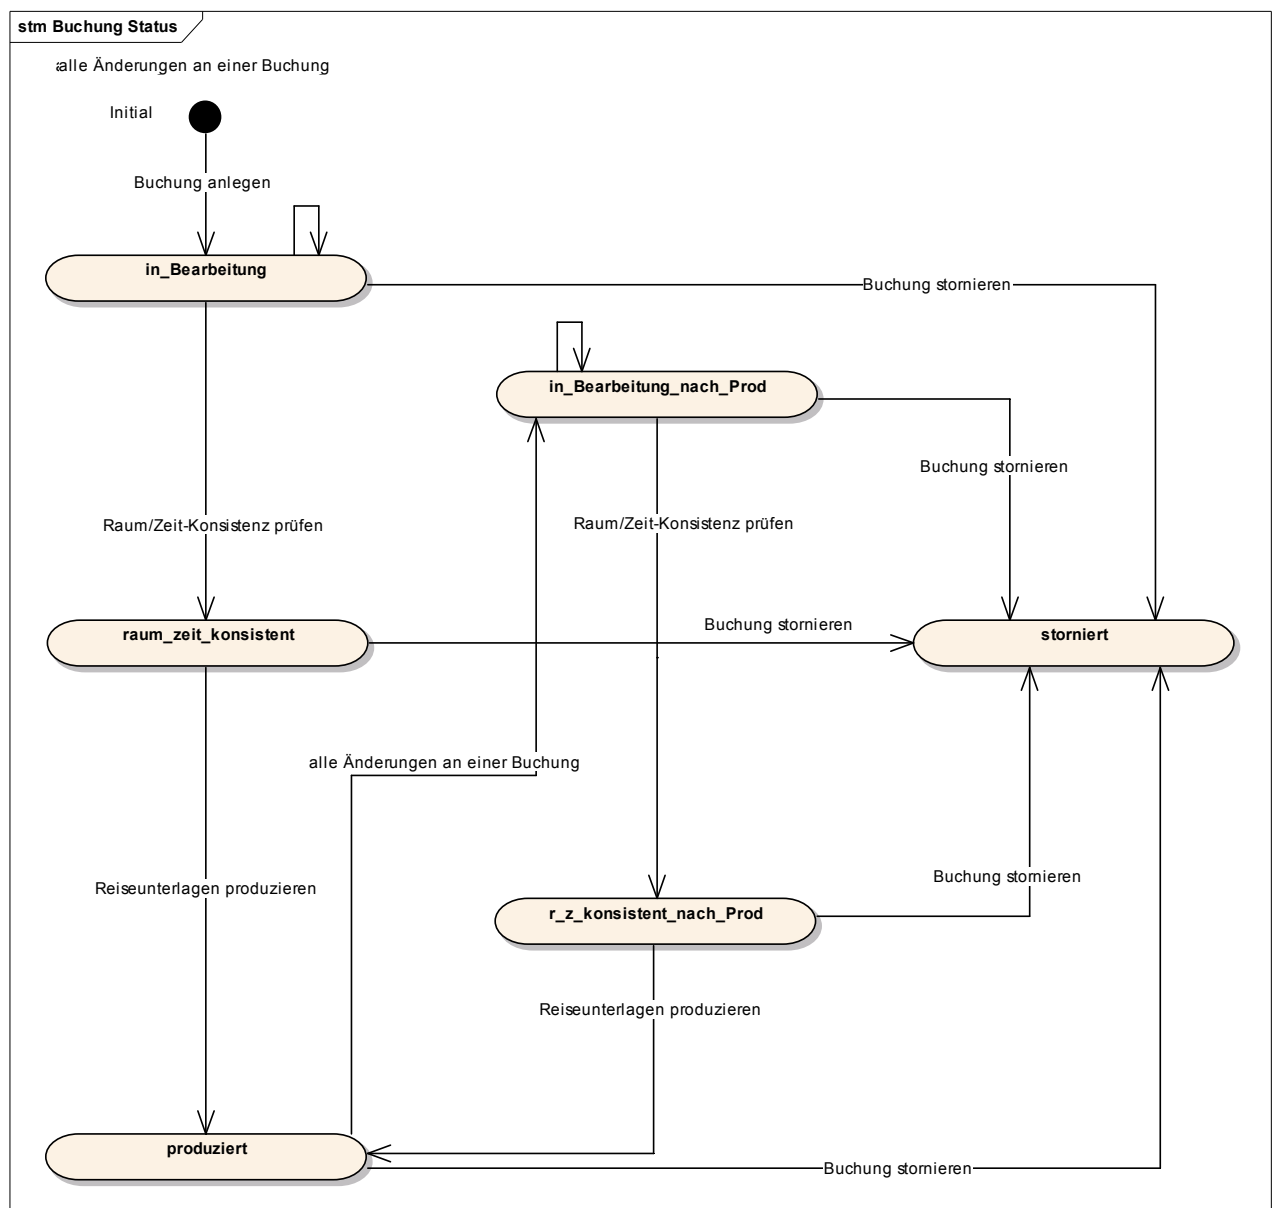 stm Buchung Status
alle Änderungen an einer Buchung
Initial
Buchung anlegen
in_Bearbeitung
Buchung stornieren
in_Bearbeitung_nach_Prod
Buchung stornieren
Raum/Zeit-Konsistenz prüfen
Raum/Zeit-Konsistenz prüfen
raum_zeit_konsistent
Buchung stornieren
storniert
alle Änderungen an einer Buchung
Reiseunterlagen produzieren
Buchung stornieren
r_z_konsistent_nach_Prod
Reiseunterlagen produzieren
produziert
Buchung stornieren